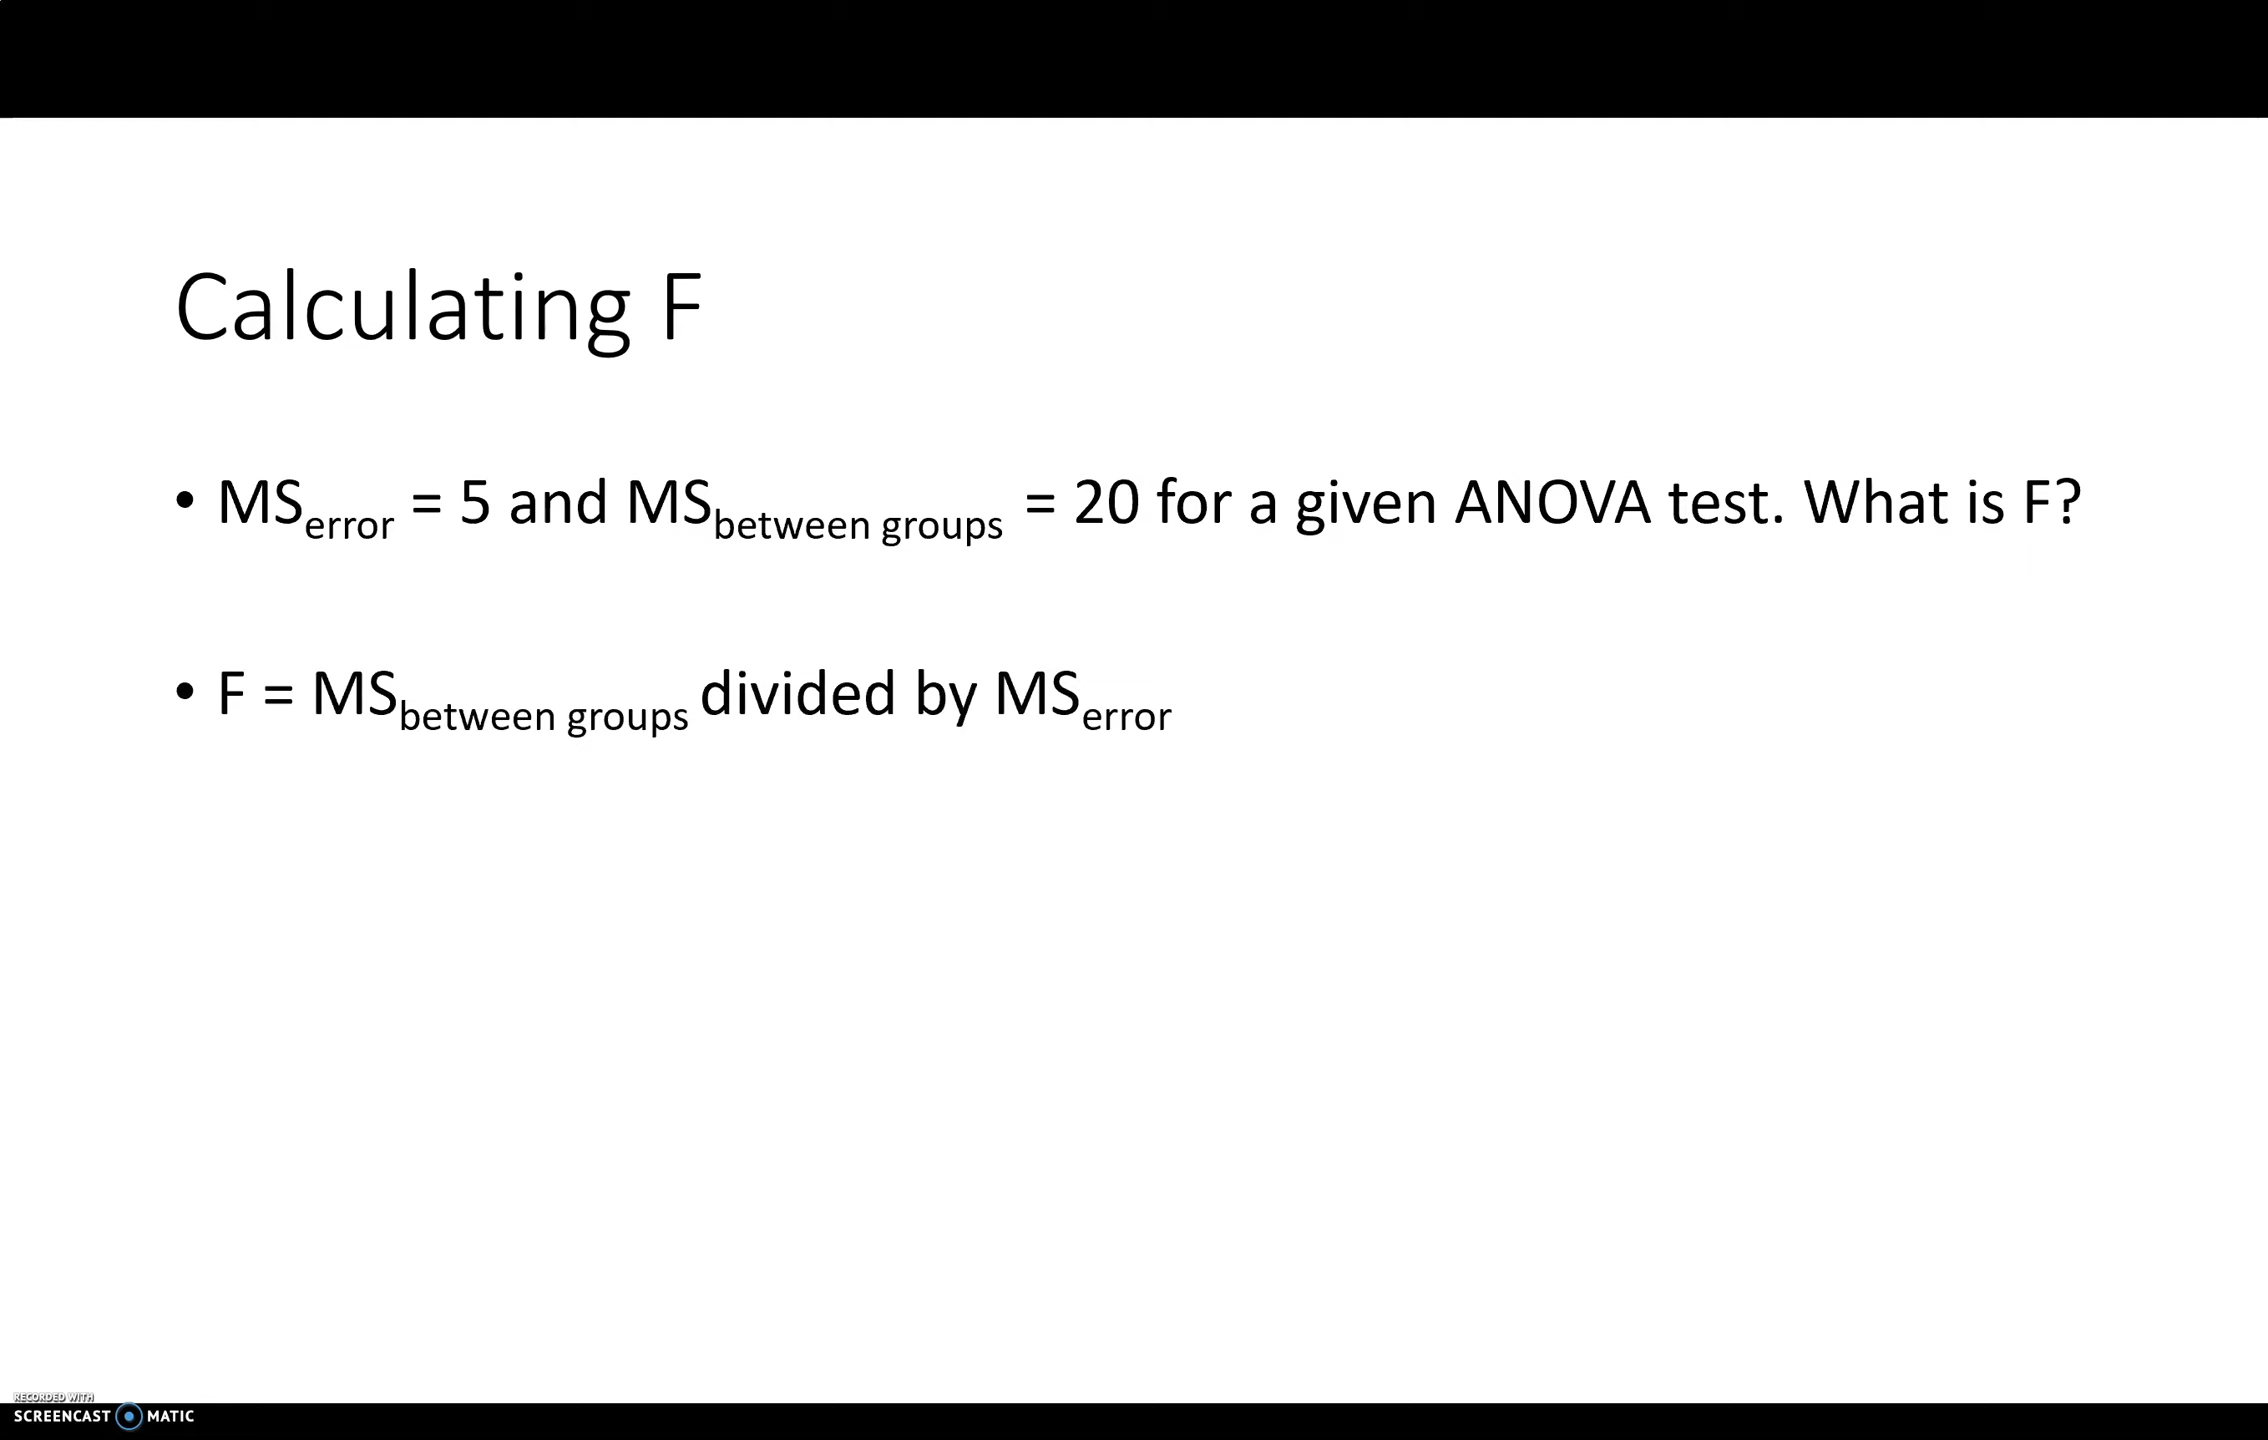 Calculating F
• MSerror = 5 and MSbetween groups = 20 for a given ANOVA test. What is F?
• F = MSbetween groups divided by MSerror
RECORDED WITH
SCREENCAST MATIC